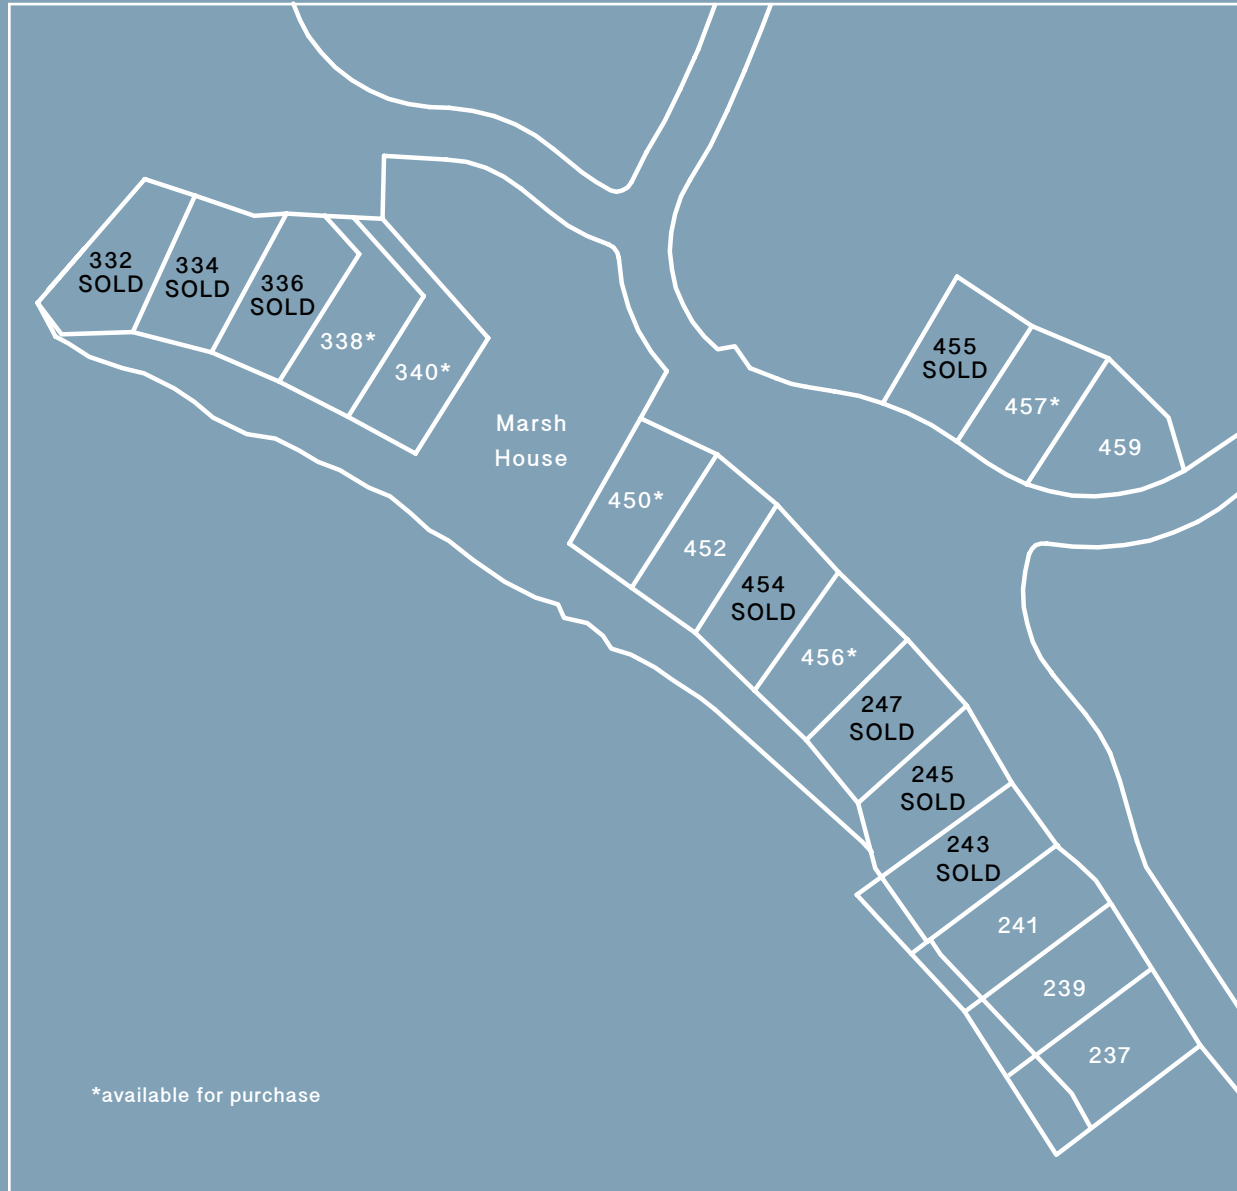 332
SOLD
334
SOLD
336
SOLD
338*
340*
Marsh
House
455
SOLD
457*
459
450*
452
454
SOLD
456*
247
SOLD
245
SOLD
243
SOLD
241
239
237
*available for purchase